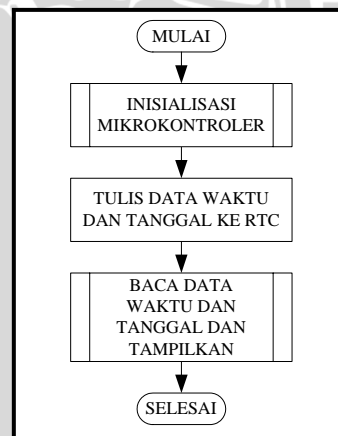 MULAI
INISIALISASI
MIKROKONTROLER
TULIS DATA WAKTU
DAN TANGGAL KE RTC
BACA DATA
WAKTU DAN
TANGGAL DAN
TAMPILKAN
SELESAI